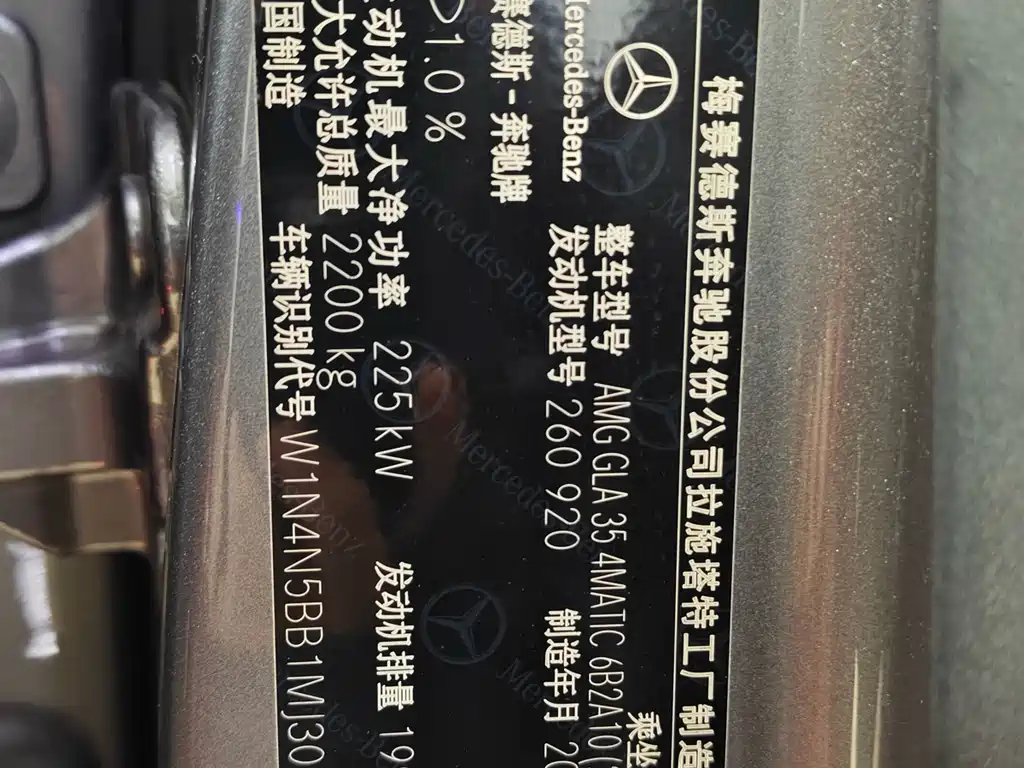 梅赛德斯奔驰股份公司拉施塔特工厂制造
Mercedes-Benz
整车型号 AMG GLA 35 4MATIC 6B2A10(
乘坐
赛德斯-奔驰牌
发动机型号 260 920
制造年月 20
>1.0 %
动机最大净功率 225 kW
发动机排量 19
大允许总质量 2200 kg
国制造
车辆识别代号 W1N4N5BB1MJ30